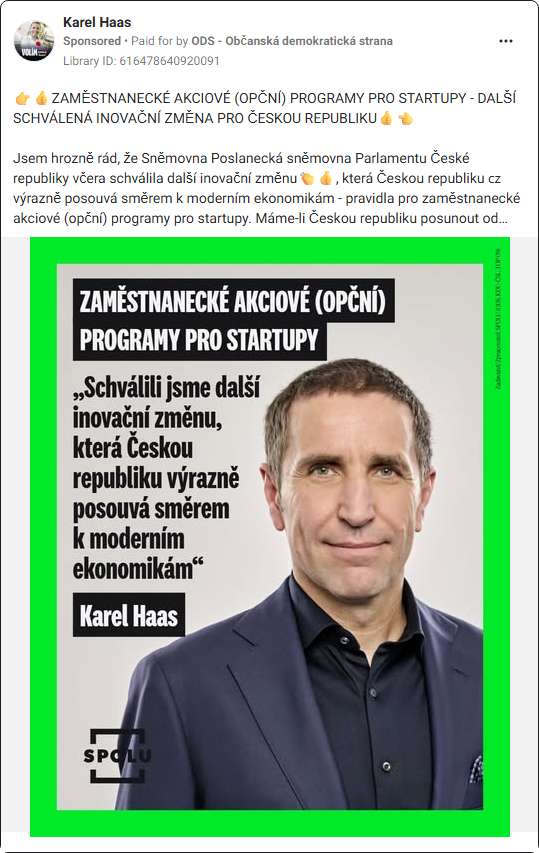 Karel Haas
Sponsored • Paid for by ODS - Občanská demokratická strana
Library ID: 616478640920091
👉👍ZAMĚSTNANECKÉ AKCIOVÉ (OPČNÍ) PROGRAMY PRO STARTUPY - DALŠÍ
SCHVÁLENÁ INOVAČNÍ ZMĚNA PRO ČESKOU REPUBLIKU👍👈
Jsem hrozně rád, že Sněmovna Poslanecká sněmovna Parlamentu České
republiky včera schválila další inovační změnu👏👍, která Českou republiku cz
výrazně posouvá směrem k moderním ekonomikám - pravidla pro zaměstnanecké
akciové (opční) programy pro startupy. Máme-li Českou republiku posunout od...
ZAMĚSTNANECKÉ AKCIOVÉ (OPČNÍ)
PROGRAMY PRO STARTUPY
„Schválili jsme další
inovační změnu,
která Českou
republiku výrazně
posouvá směrem
k moderním
ekonomikám“
Karel Haas
SPOLU
VOLÍM